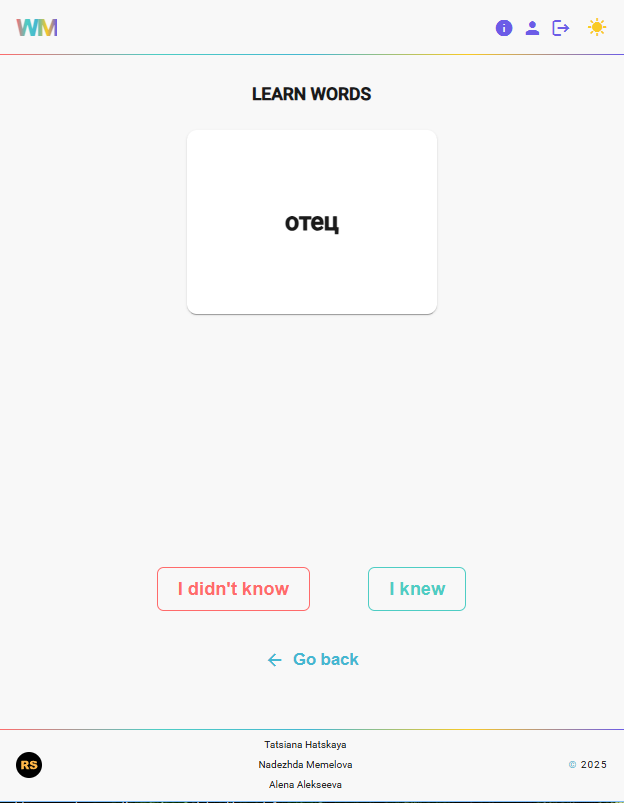 WM
LEARN WORDS
отец
I didn't know
I knew
Go back
Tatsiana Hatskaya
RS
Nadezhda Memelova
© 2025
Alena Alekseeva